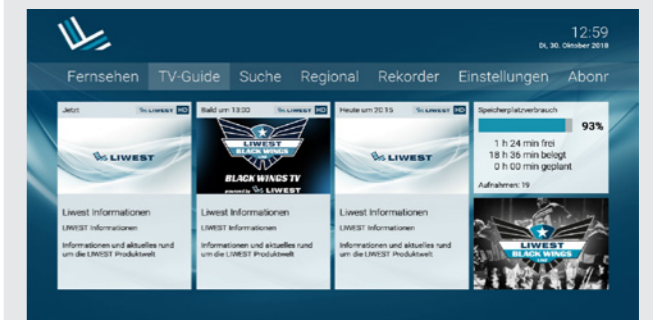 12:59
Di, 30. Oktober 2018
Fernsehen TV-Guide Suche Regional Rekorder Einstellungen Abonr
Jetzt LIWEST HD
LIWEST
Liwest Informationen
LIWEST Informationen
Informationen und aktuelles rund
um die LIWEST Produktwelt
Bald um 13:00 LIWEST HD
LIWEST
BLACK WINGS
BLACK WINGS TV
powered by LIWEST
Liwest Informationen
LIWEST Informationen
Informationen und aktuelles rund
um die LIWEST Produktwelt
Heute um 20:15 LIWEST HD
LIWEST
Liwest Informationen
LIWEST Informationen
Informationen und aktuelles rund
um die LIWEST Produktwelt
Speicherplatzverbrauch
93%
1 h 24 min frei
18 h 36 min belegt
0 h 00 min geplant
Aufnahmen: 19
LIWEST
BLACK WINGS